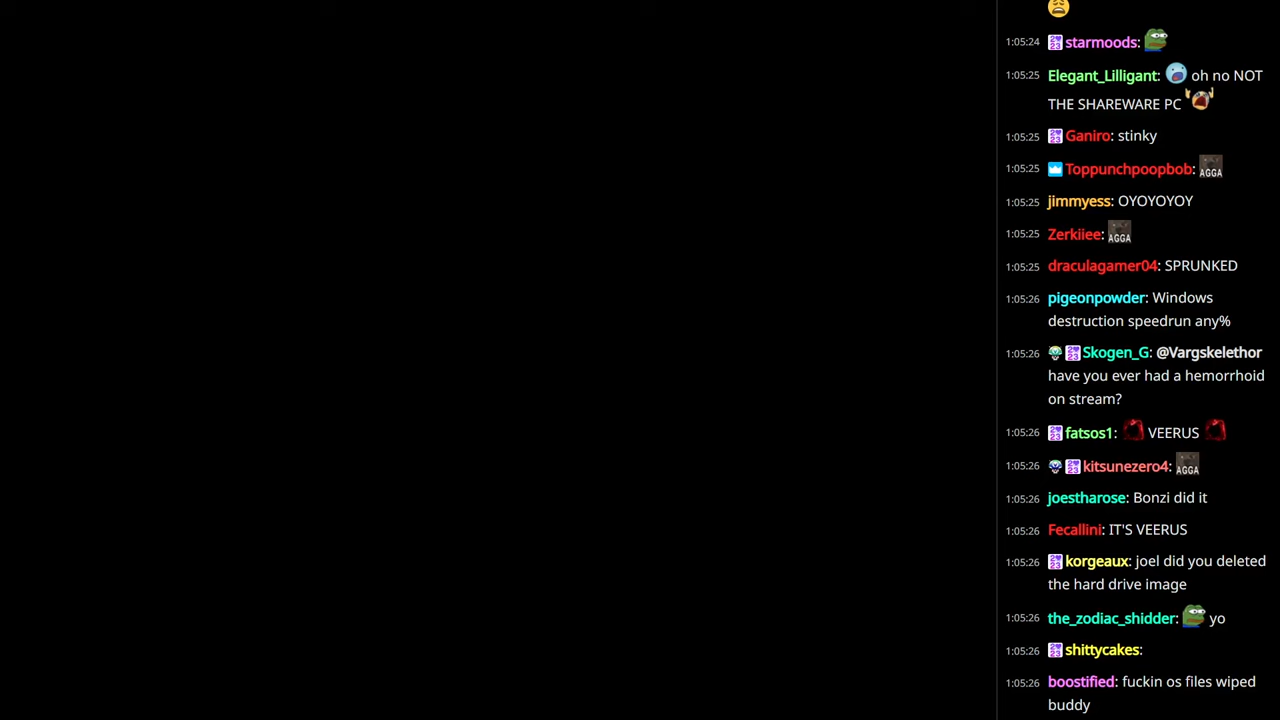 1:05:24 starmoods:
1:05:25 Elegant_Lilligant: oh no NOT
THE SHAREWARE PC
1:05:25 Ganiro: stinky
1:05:25 Toppunchpoopbob: AGGA
1:05:25 jimmyess: OYOYOYOY
1:05:25 Zerkiiee: AGGA
1:05:25 draculagamer04: SPRUNKED
1:05:26 pigeonpowder: Windows
destruction speedrun any%
1:05:26 Skogen_G: @Vargskelethor
have you ever had a hemorrhoid
on stream?
1:05:26 fatsos1: VEERUS
1:05:26 kitsunezero4: AGGA
1:05:26 joestharose: Bonzi did it
1:05:26 Fecallini: IT'S VEERUS
1:05:26 korgeaux: joel did you deleted
the hard drive image
1:05:26 the_zodiac_shidder: yo
1:05:26 shittycakes:
1:05:26 boostified: fuckin os files wiped
buddy